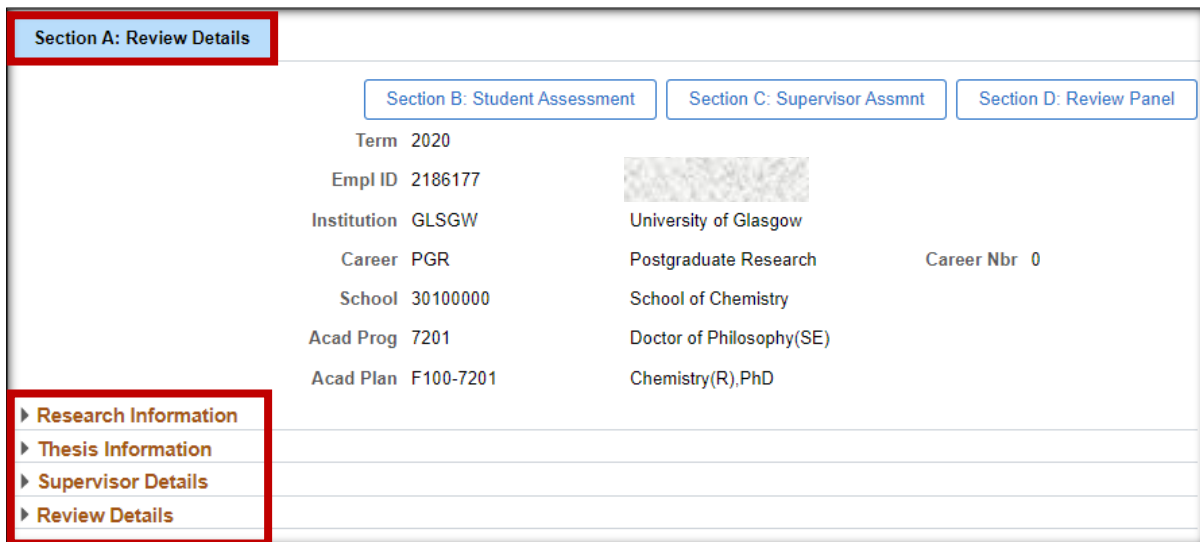 Section A: Review Details
Section B: Student Assessment Section C: Supervisor Assmnt Section D: Review Panel
Term 2020
Empl ID 2186177
Institution GLSGW University of Glasgow
Career PGR Postgraduate Research Career Nbr 0
School 30100000 School of Chemistry
Acad Prog 7201 Doctor of Philosophy(SE)
Acad Plan F100-7201 Chemistry(R),PhD
Research Information
Thesis Information
Supervisor Details
Review Details